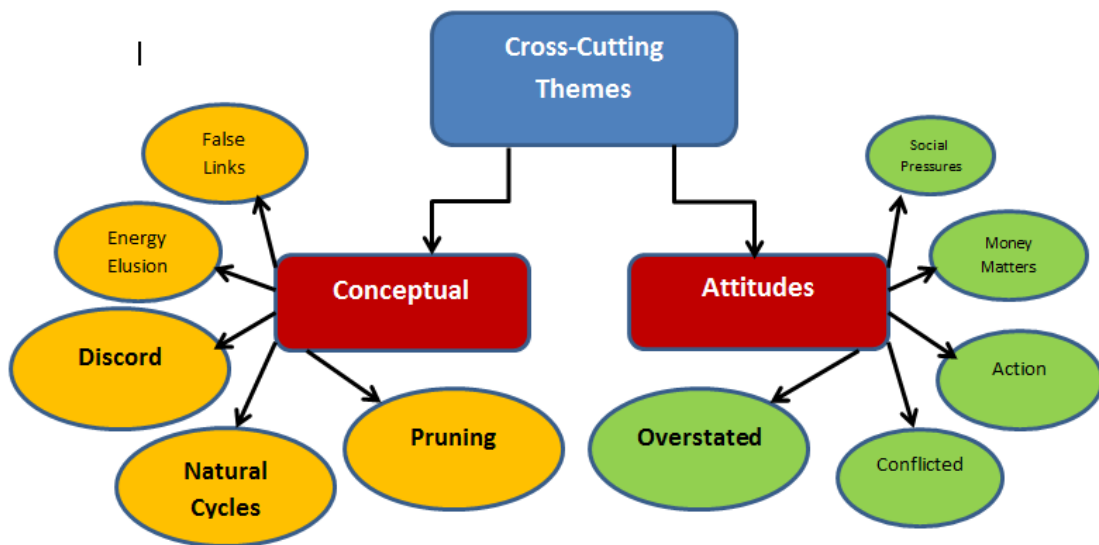 Cross-Cutting
Themes
False
Links
Energy
Elusion
Discord
Natural
Cycles
Pruning
Conceptual
Attitudes
Social
Pressures
Money
Matters
Action
Conflicted
Overstated